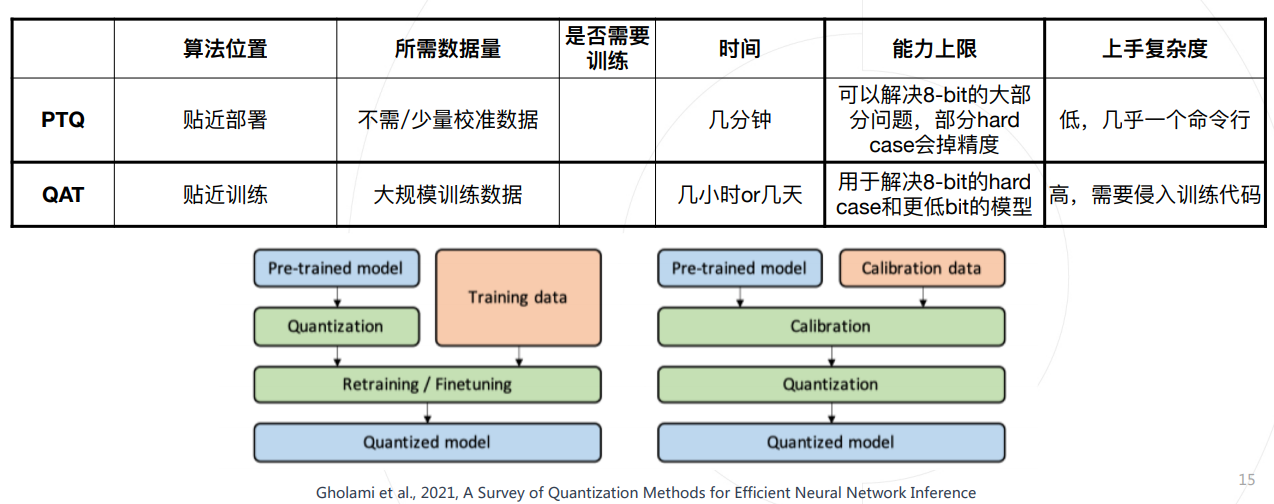 算法位置 所需数据量 是否需要训练 时间 能力上限 上手复杂度
PTQ 贴近部署 不需/少量校准数据 几分钟 可以解决8-bit的大部分问题，部分hard case会掉精度 低，几乎一个命令行
QAT 贴近训练 大规模训练数据 几小时or几天 用于解决8-bit的hard case和更低bit的模型 高，需要侵入训练代码
Pre-trained model
Training data
Quantization
Retraining / Finetuning
Quantized model
Pre-trained model
Calibration data
Calibration
Quantization
Quantized model
Gholami et al., 2021, A Survey of Quantization Methods for Efficient Neural Network Inference
15